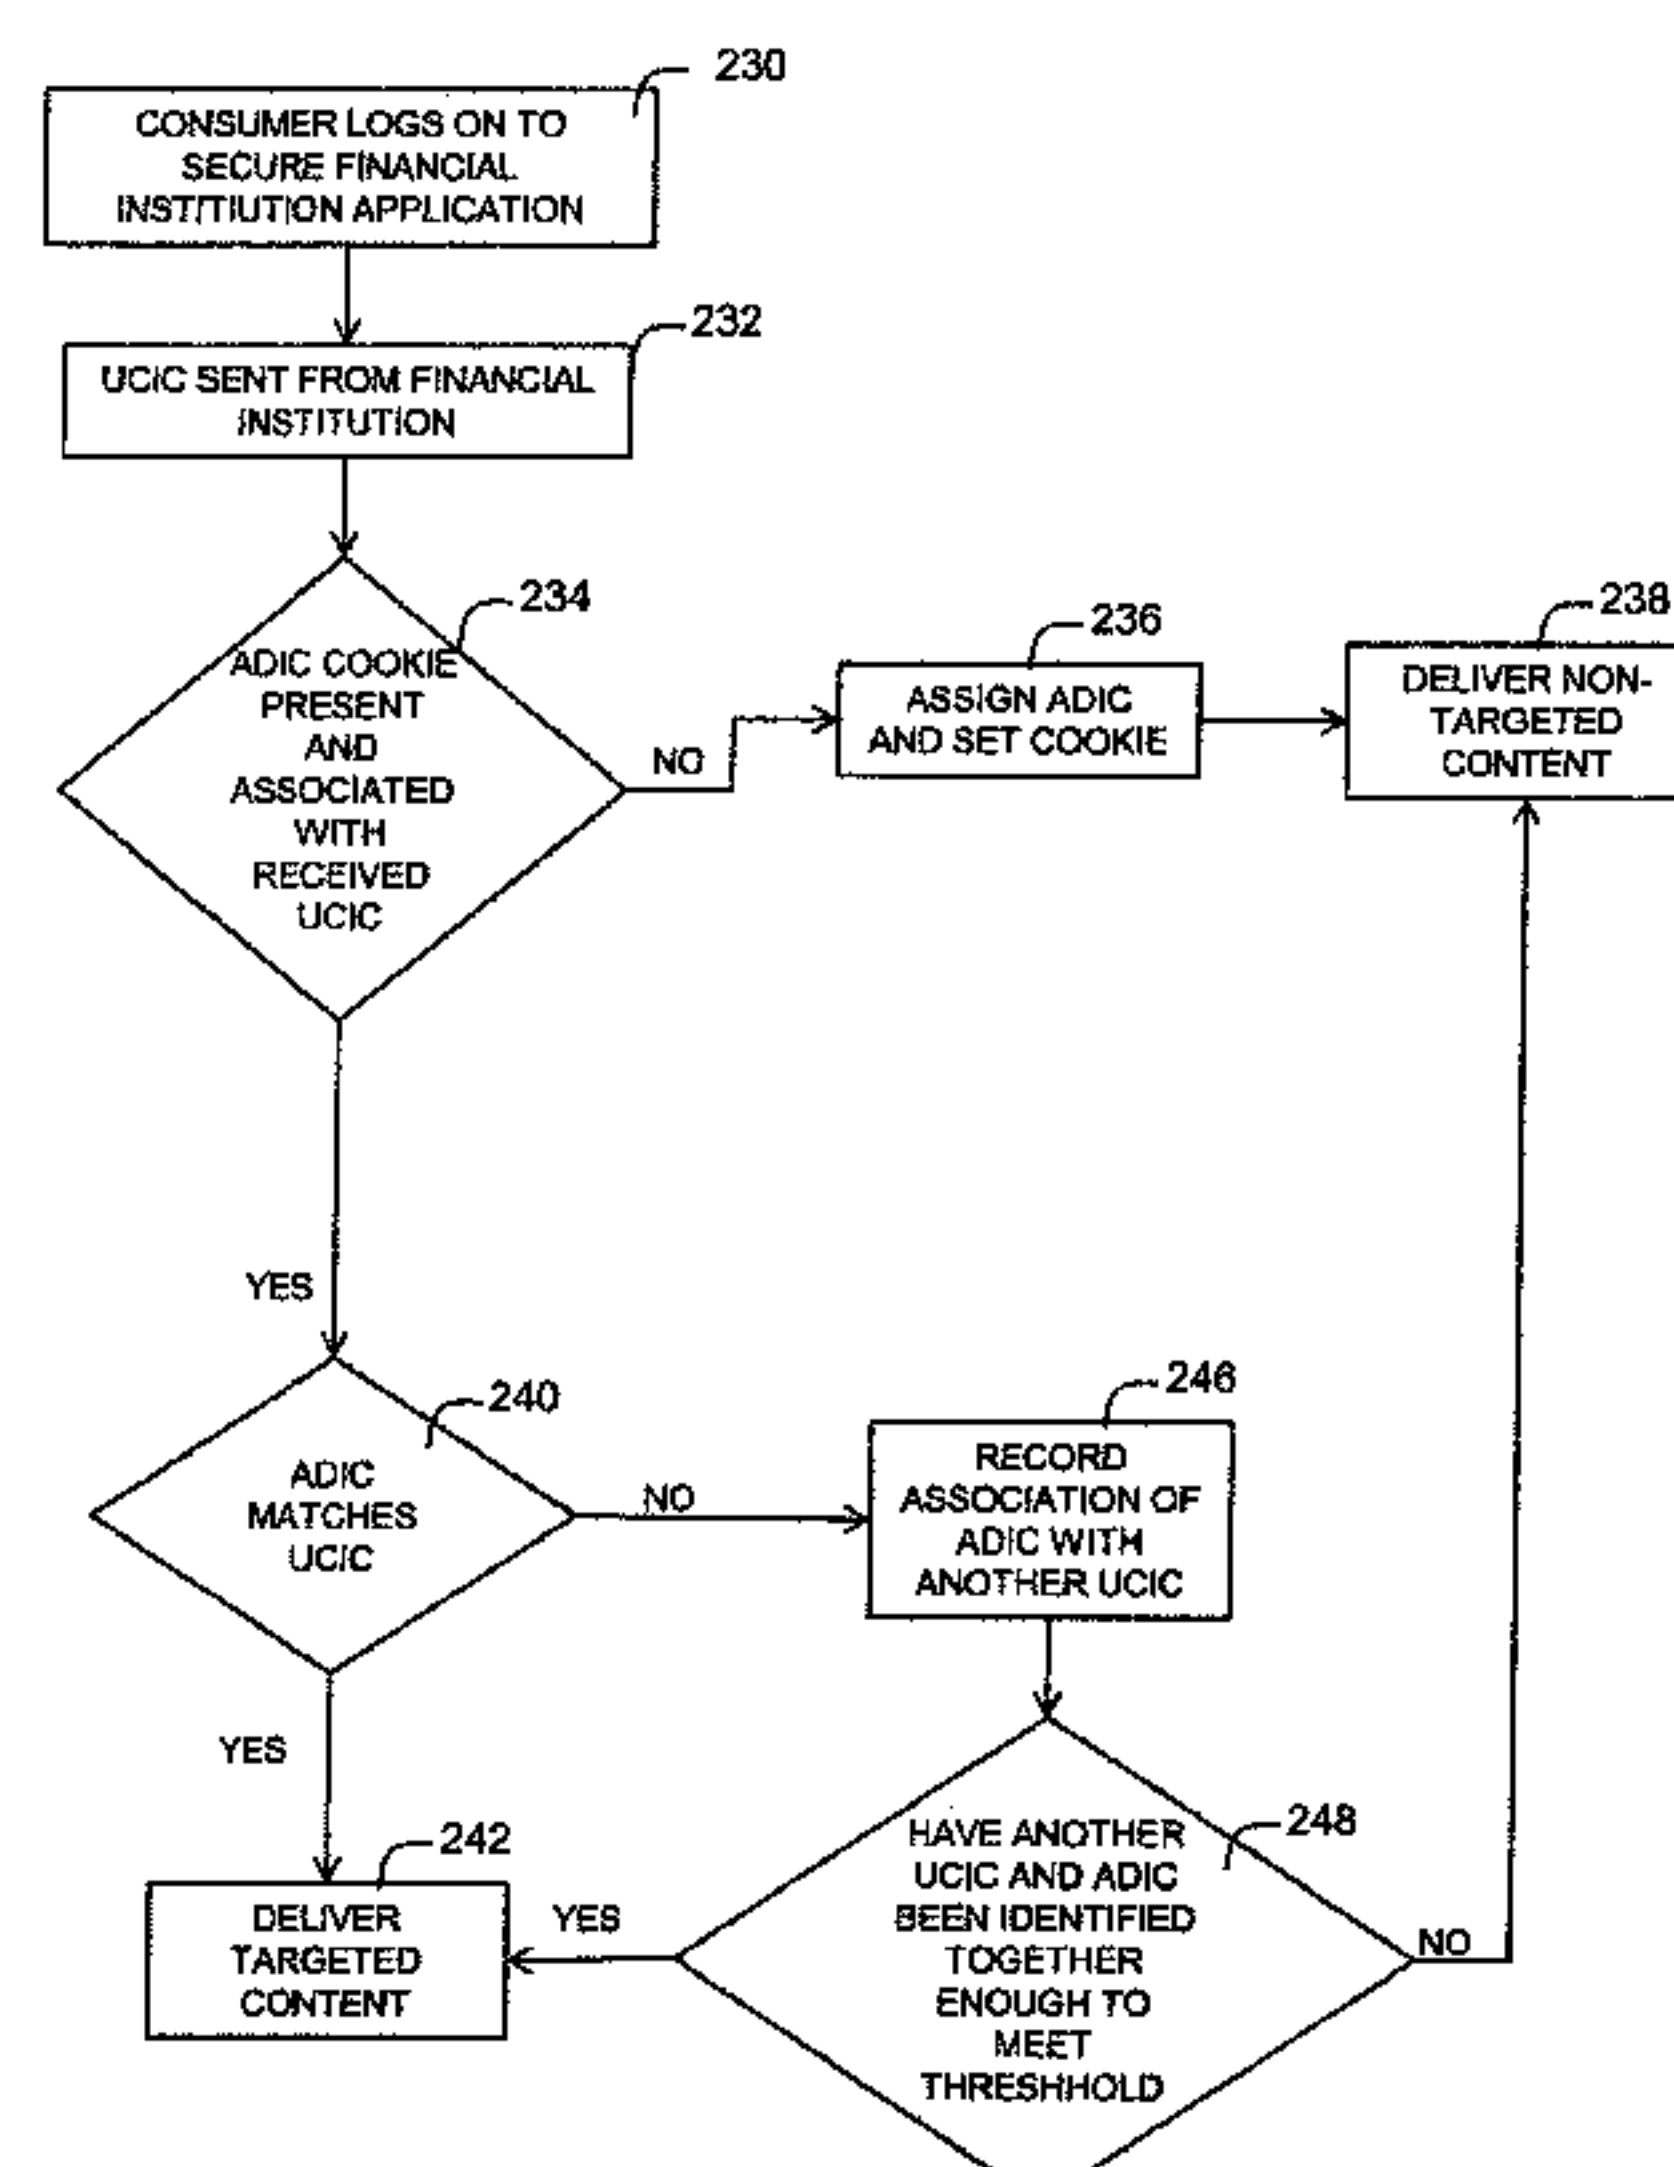 230
CONSUMER LOGS ON TO
SECURE FINANCIAL
INSTITIUTION APPLICATION
232
UCIC SENT FROM FINANCIAL
INSTITUTION
234
ADIC COOKIE
PRESENT
AND
ASSOCIATED
WITH
RECEIVED
UCIC
NO
236
ASSIGN ADIC
AND SET COOKIE
238
DELIVER NON-
TARGETED
CONTENT
YES
240
ADIC
MATCHES
UCIC
NO
246
RECORD
ASSOCIATION OF
ADIC WITH
ANOTHER UCIC
YES
242
DELIVER
TARGETED
CONTENT
YES
248
HAVE ANOTHER
UCIC AND ADIC
BEEN IDENTIFIED
TOGETHER
ENOUGH TO
MEET
THRESHHOLD
NO